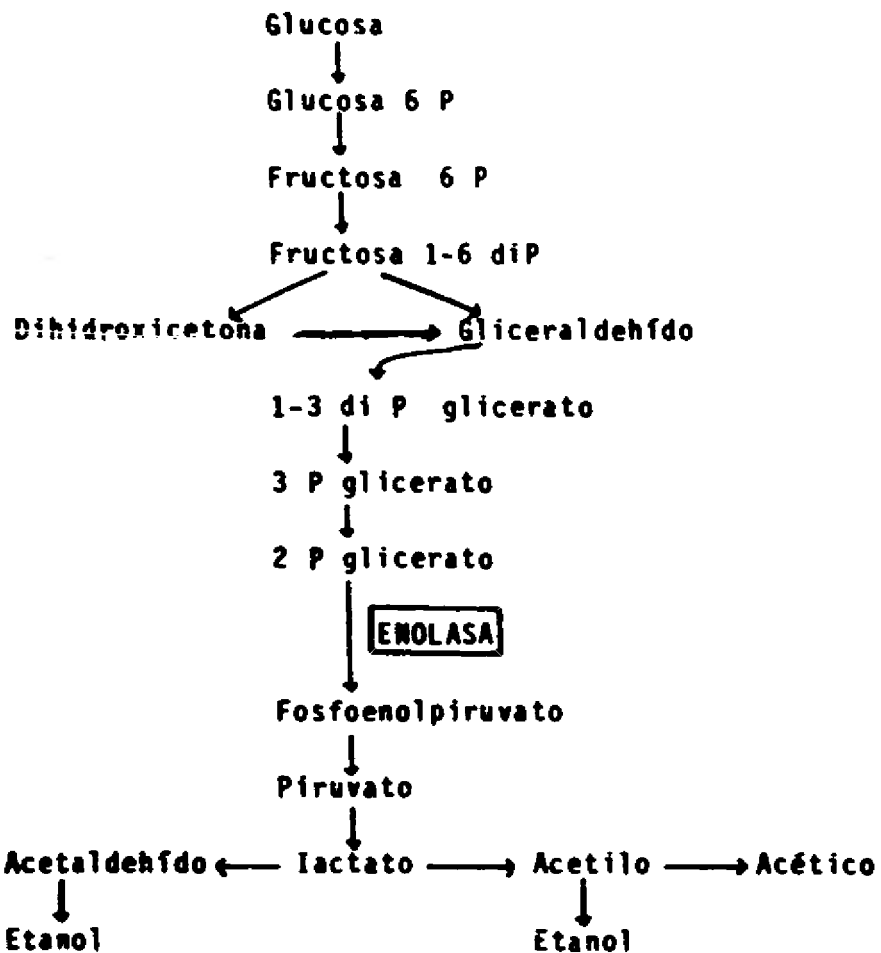 Glucosa
Glucosa 6 P
Fructosa 6 P
Fructosa 1-6 diP
Dihidroxicetona Gliceraldehído
1-3 di P glicerato
3 P glicerato
2 P glicerato
ENOLASA
Fosfoenolpiruvato
Piruvato
Acetaldehído Iactato Acetilo Acético
Etanol Etanol